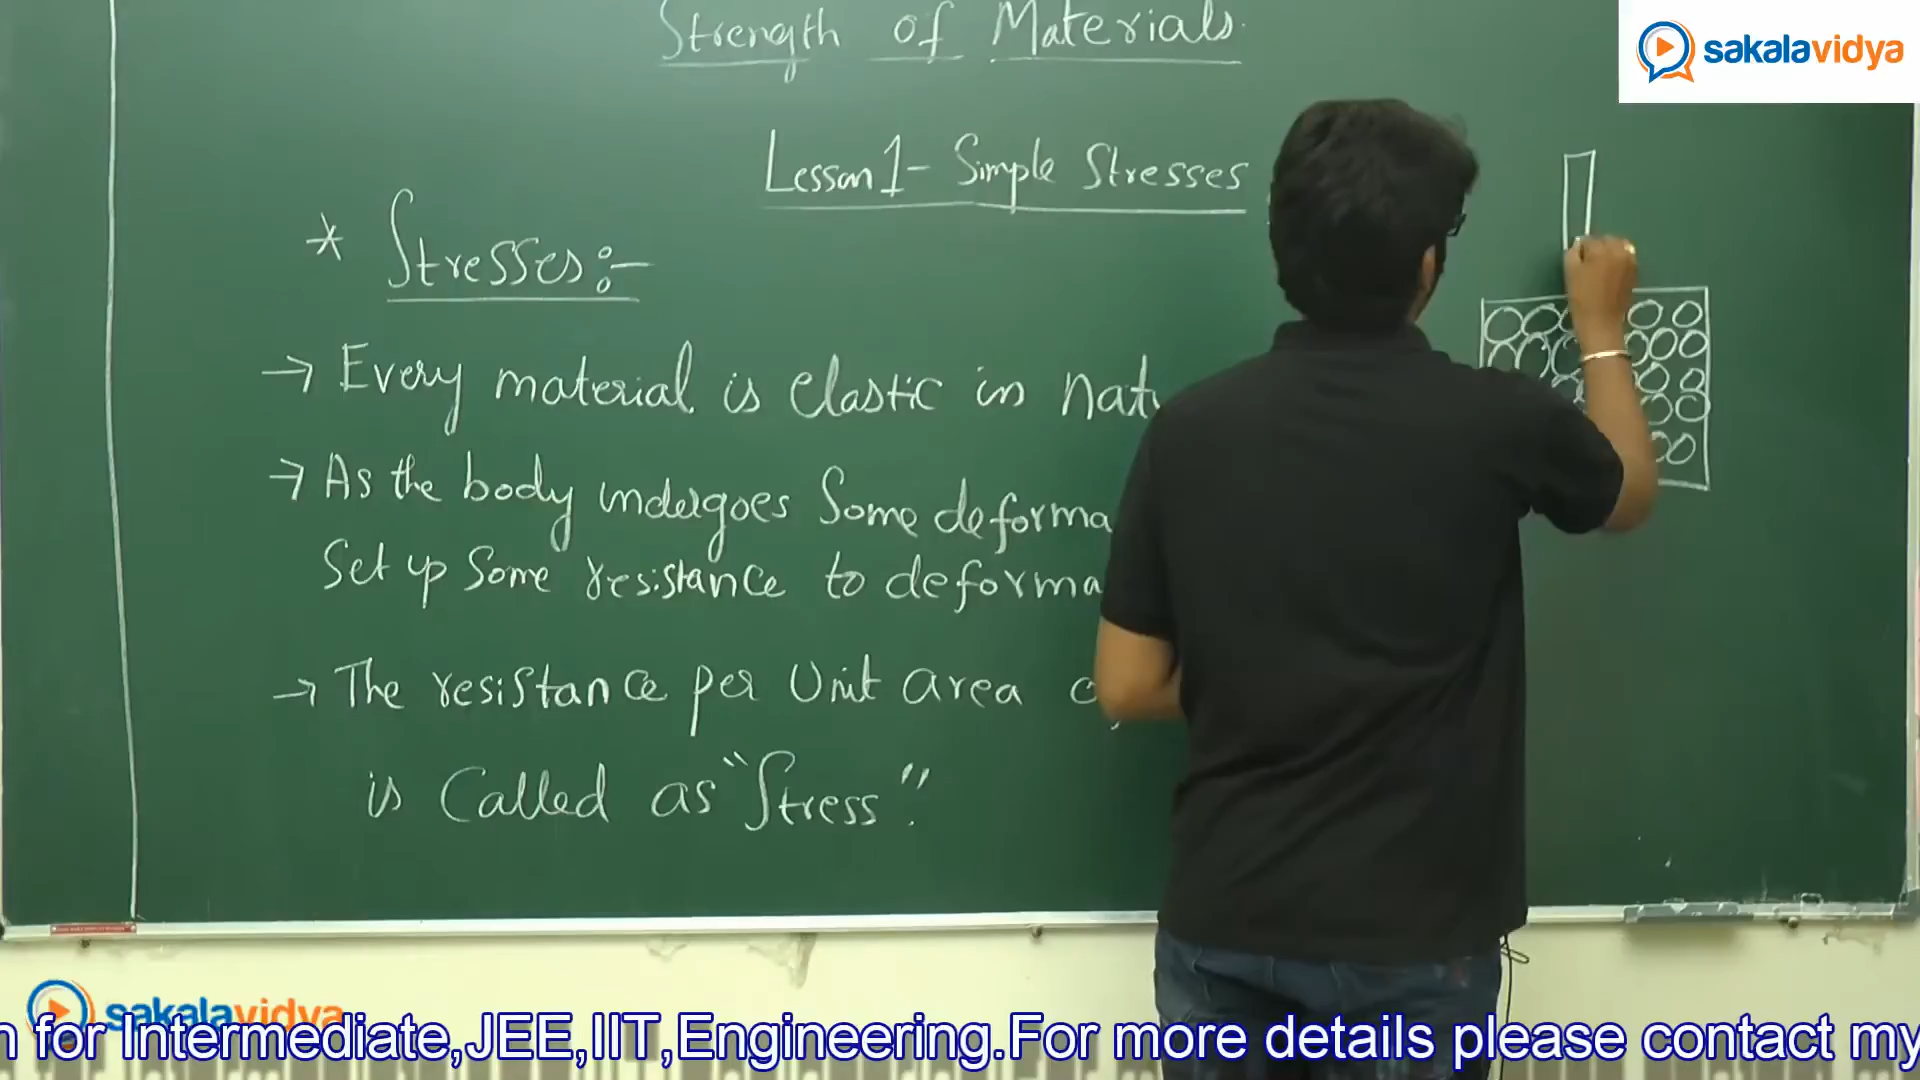 Strength of Materials.
sakalavidya
Lesson 1- Simple Stresses
* Stresses:-
→ Every material is elastic in natu
→ As the body undergoes Some deforma
Set up Some resistance to deforma
→ The resistance per Unit area
is Called as "Stress".
sakalavidya
n for Intermediate,JEE,IIT,Engineering.For more details please contact my